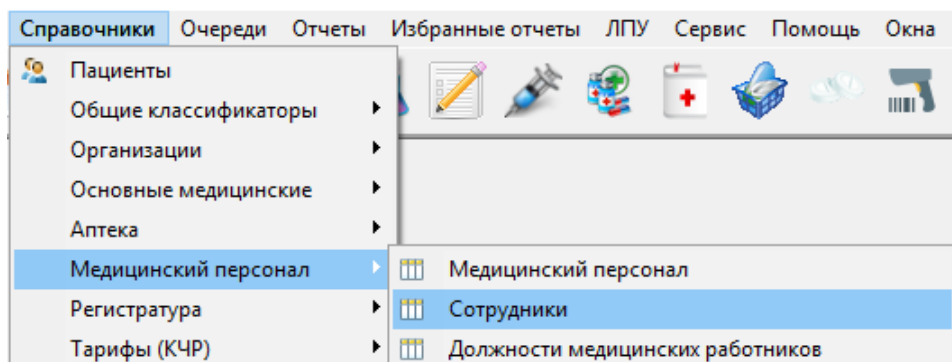 Справочники Очереди Отчеты Избранные отчеты ЛПУ Сервис Помощь Окна
Пациенты
Общие классификаторы
Организации
Основные медицинские
Аптека
Медицинский персонал
Медицинский персонал
Регистратура
Сотрудники
Тарифы (КЧР)
Должности медицинских работников